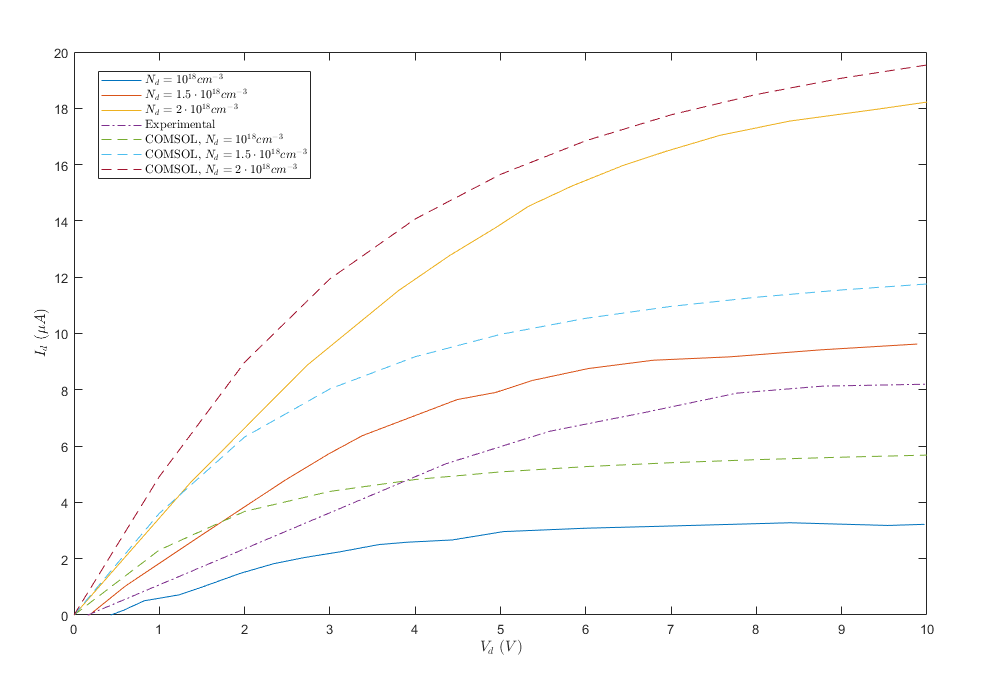 20
18
16
14
12
10
8
6
4
2
0
I_d (μA)
N_d = 10^18 cm^−3
N_d = 1.5 · 10^18 cm^−3
N_d = 2 · 10^18 cm^−3
Experimental
COMSOL, N_d = 10^18 cm^−3
COMSOL, N_d = 1.5 · 10^18 cm^−3
COMSOL, N_d = 2 · 10^18 cm^−3
0 1 2 3 4 5 6 7 8 9 10
V_d (V)